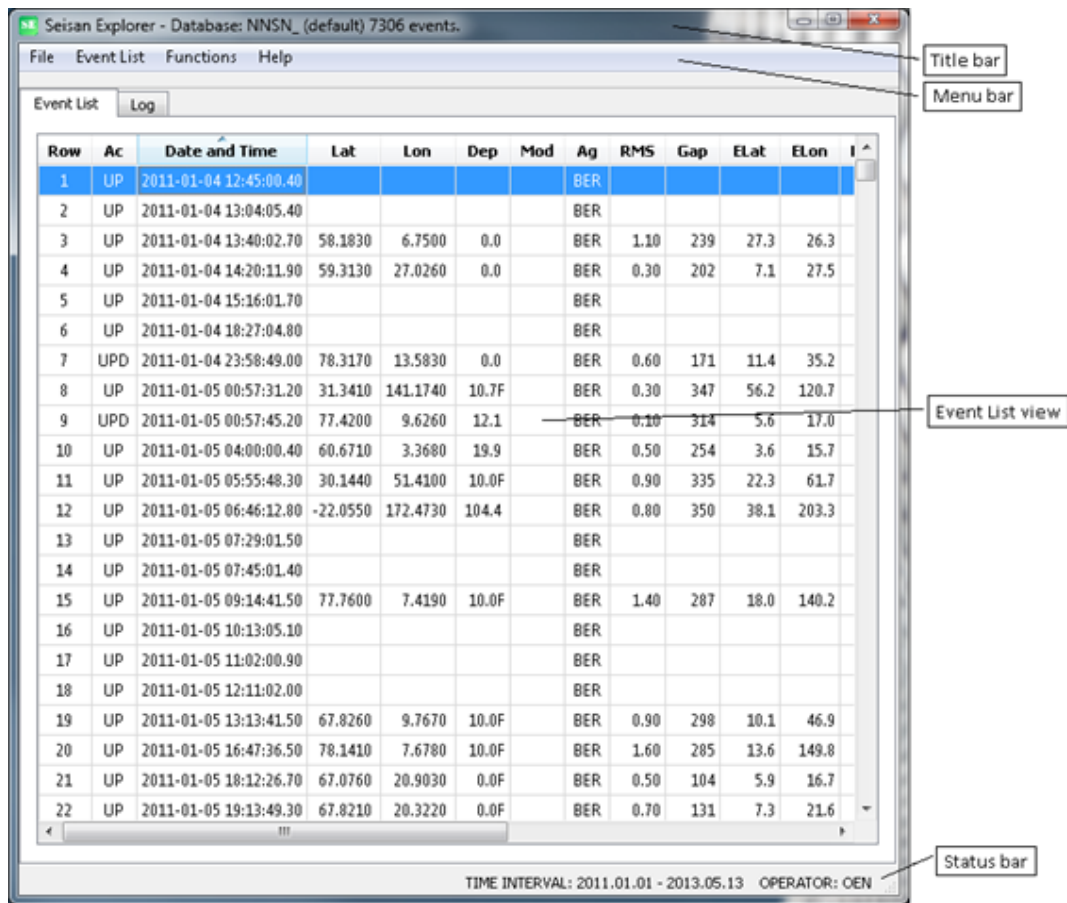 SE Seisan Explorer - Database: NNSN_ (default) 7306 events.
File Event List Functions Help
Title bar
Menu bar
Event List Log
Row Ac Date and Time Lat Lon Dep Mod Ag RMS Gap ELat ELon
1 UP 2011-01-04 12:45:00.40 BER
2 UP 2011-01-04 13:04:05.40 BER
3 UP 2011-01-04 13:40:02.70 58.1830 6.7500 0.0 BER 1.10 239 27.3 26.3
4 UP 2011-01-04 14:20:11.90 59.3130 27.0260 0.0 BER 0.30 202 7.1 27.5
5 UP 2011-01-04 15:16:01.70 BER
6 UP 2011-01-04 18:27:04.80 BER
7 UPD 2011-01-04 23:58:49.00 78.3170 13.5830 0.0 BER 0.60 171 11.4 35.2
8 UP 2011-01-05 00:57:31.20 31.3410 141.1740 10.7F BER 0.30 347 56.2 120.7
9 UPD 2011-01-05 00:57:45.20 77.4200 9.6260 12.1 BER 0.10 314 5.6 17.0
Event List view
10 UP 2011-01-05 04:00:00.40 60.6710 3.3680 19.9 BER 0.50 254 3.6 15.7
11 UP 2011-01-05 05:55:48.30 30.1440 51.4100 10.0F BER 0.90 335 22.3 61.7
12 UP 2011-01-05 06:46:12.80 -22.0550 172.4730 104.4 BER 0.80 350 38.1 203.3
13 UP 2011-01-05 07:29:01.50 BER
14 UP 2011-01-05 07:45:01.40 BER
15 UP 2011-01-05 09:14:41.50 77.7600 7.4190 10.0F BER 1.40 287 18.0 140.2
16 UP 2011-01-05 10:13:05.10 BER
17 UP 2011-01-05 11:02:00.90 BER
18 UP 2011-01-05 12:11:02.00 BER
19 UP 2011-01-05 13:13:41.50 67.8260 9.7670 10.0F BER 0.90 298 10.1 46.9
20 UP 2011-01-05 16:47:36.50 78.1410 7.6780 10.0F BER 1.60 285 13.6 149.8
21 UP 2011-01-05 18:12:26.70 67.0760 20.9030 0.0F BER 0.50 104 5.9 16.7
22 UP 2011-01-05 19:13:49.30 67.8210 20.3220 0.0F BER 0.70 131 7.3 21.6
Status bar
TIME INTERVAL: 2011.01.01 - 2013.05.13 OPERATOR: OEN